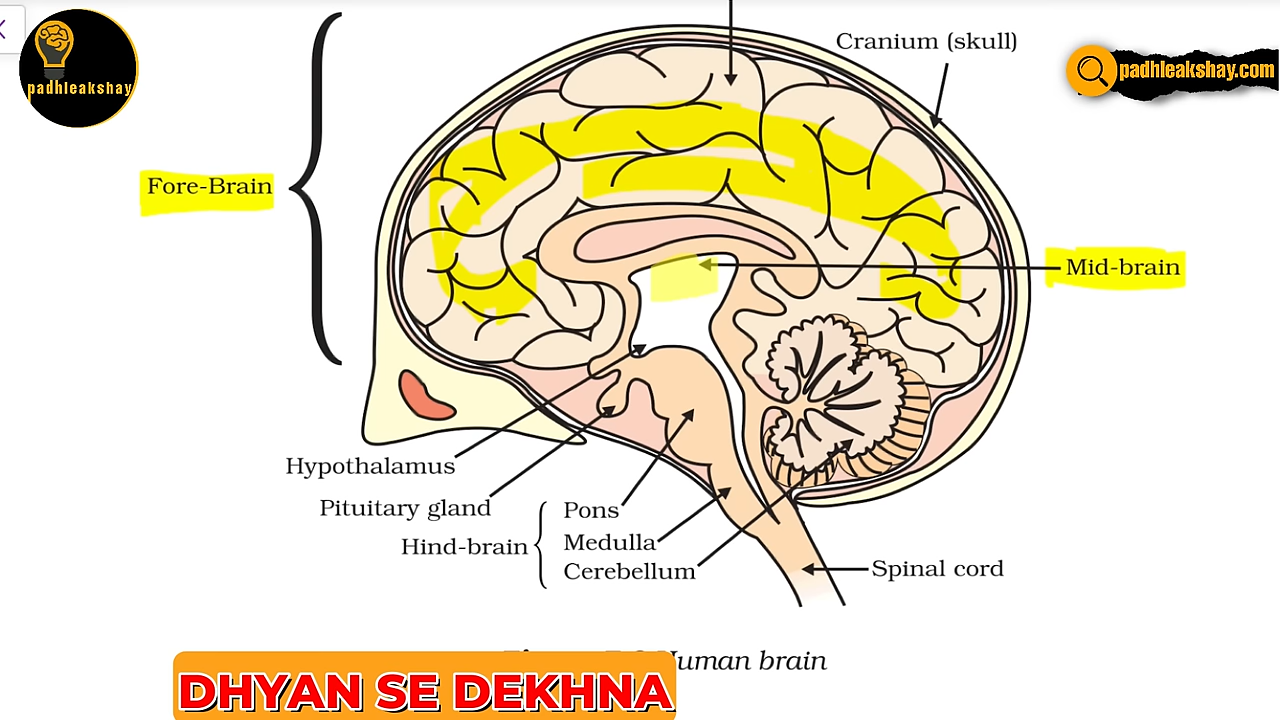 padhleakshay
Cranium (skull)
padhleakshay.com
Fore-Brain
Mid-brain
Hypothalamus
Pituitary gland
Hind-brain
Pons
Medulla
Cerebellum
Spinal cord
Human brain
DHYAN SE DEKHNA